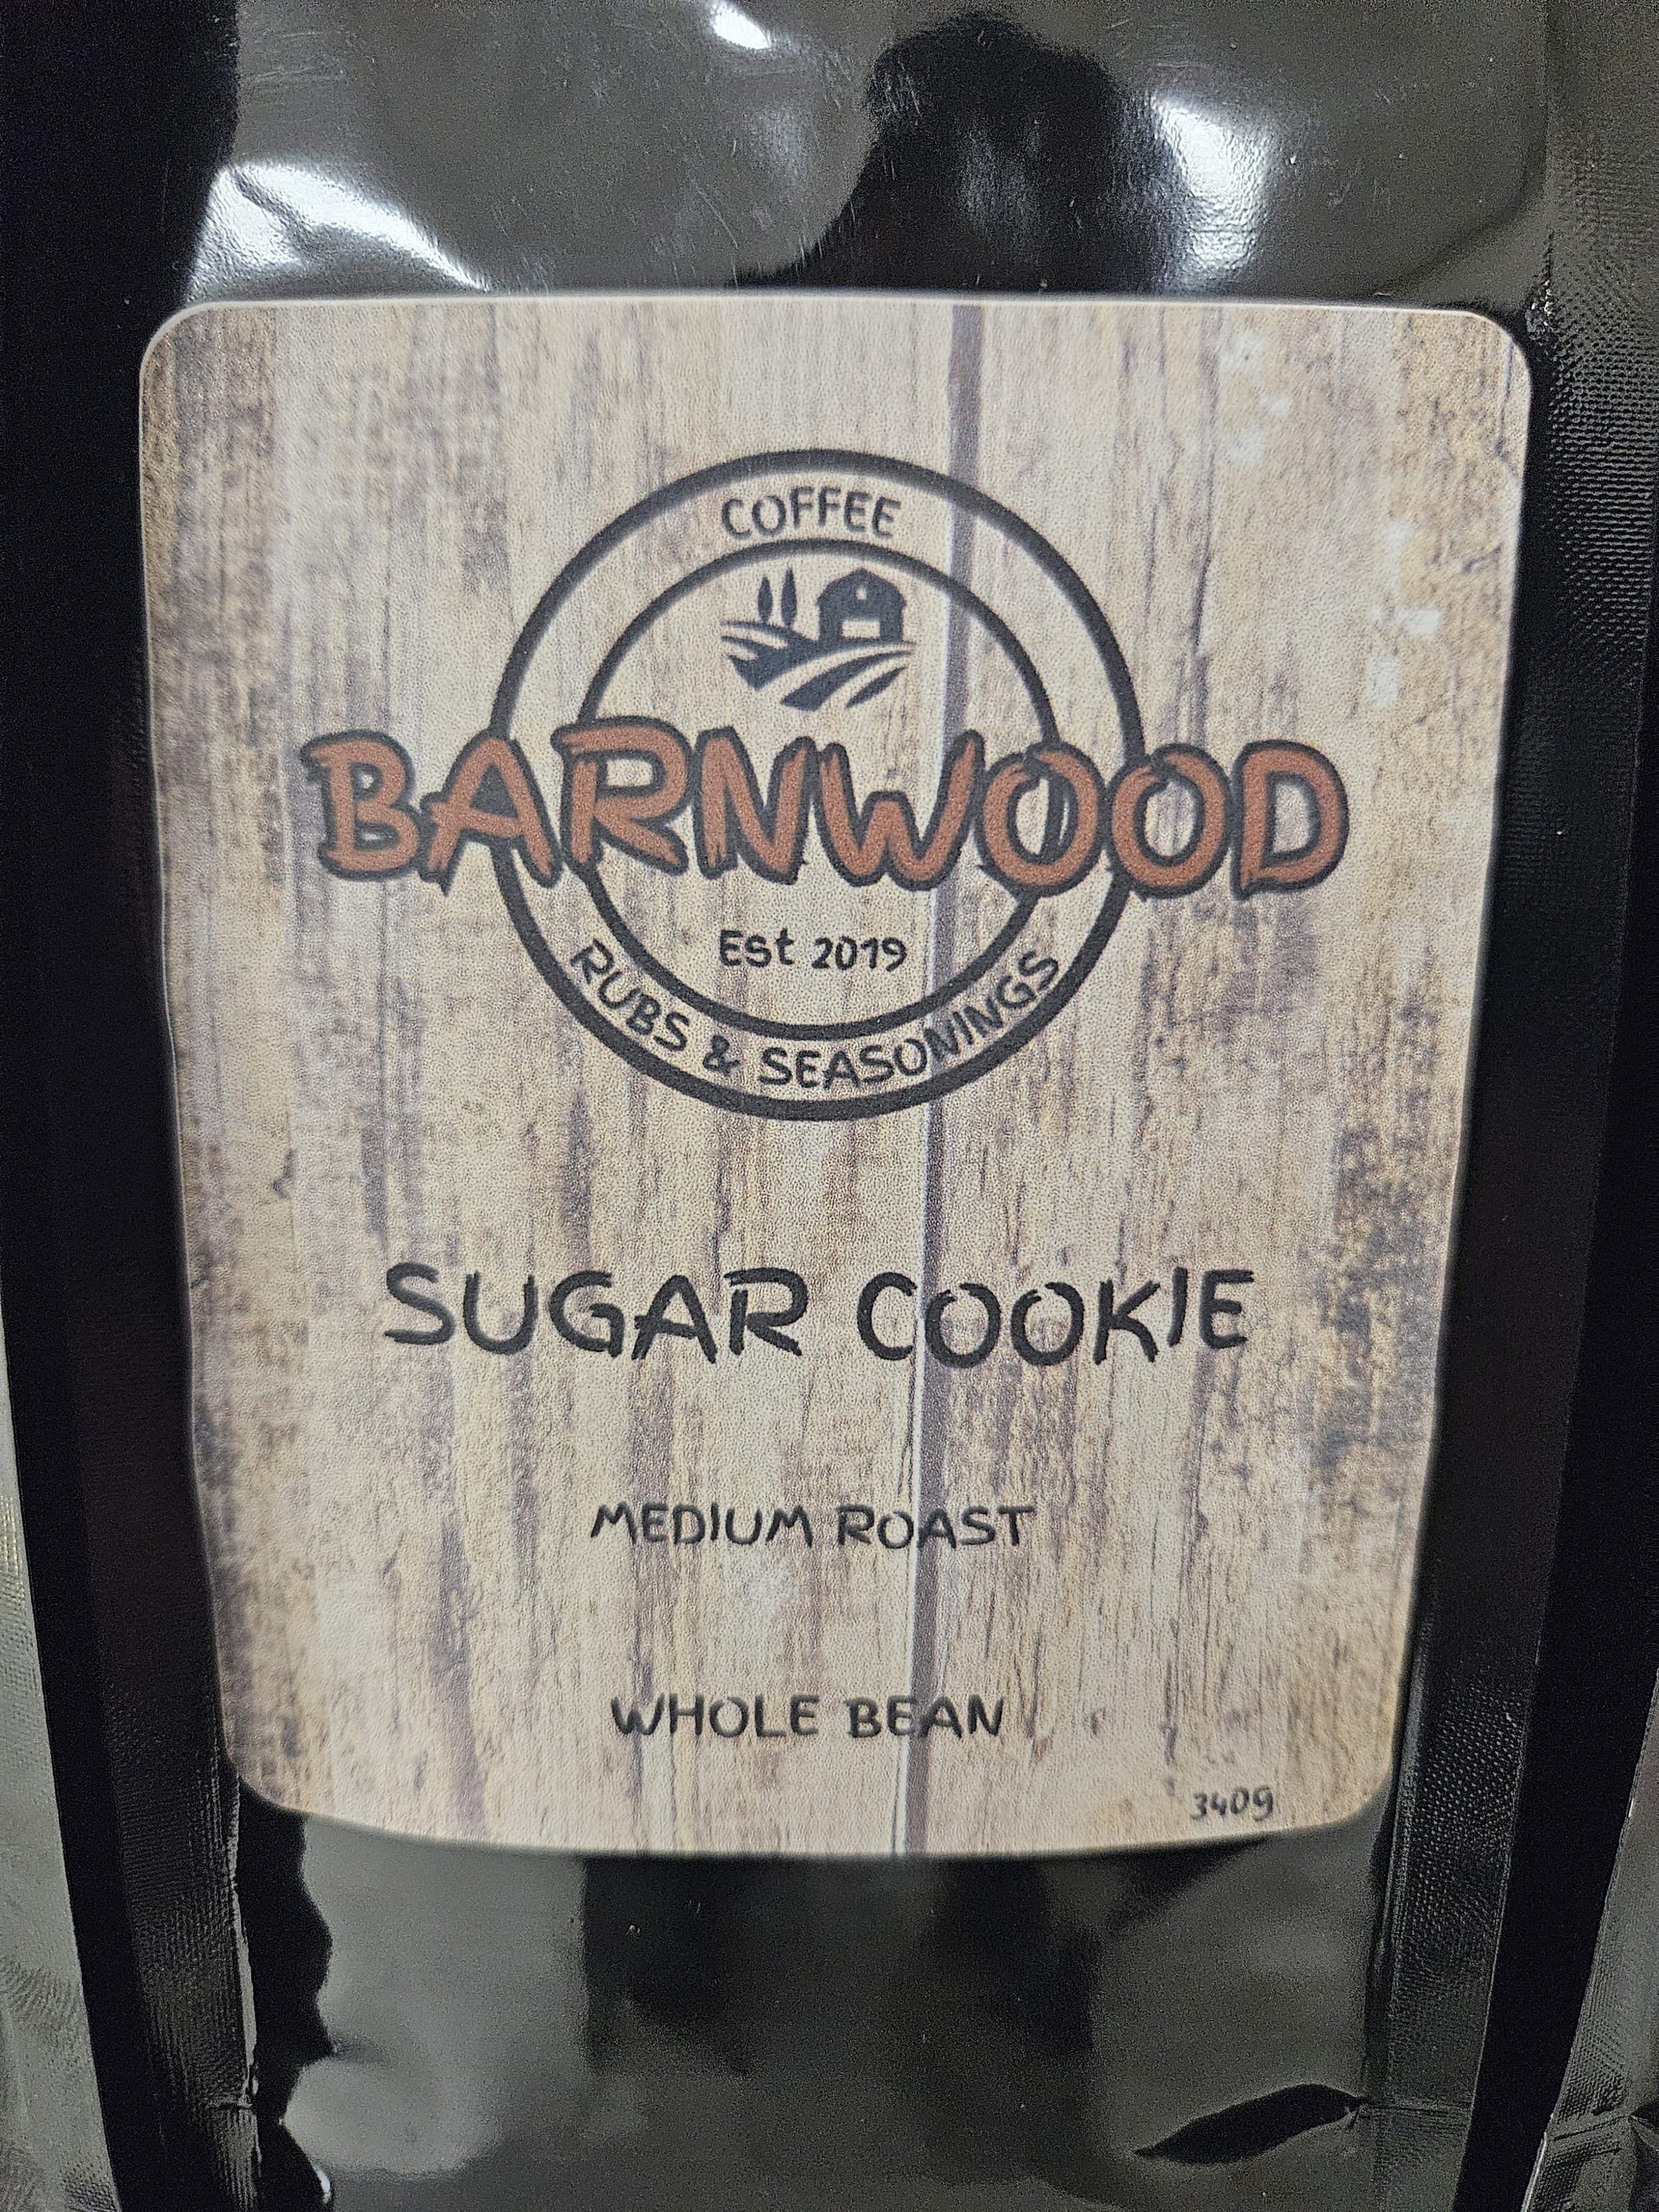 COFFEE
BARNWOOD
Est 2019
RUBS & SEASONINGS
SUGAR COOKIE
MEDIUM ROAST
WHOLE BEAN
340g